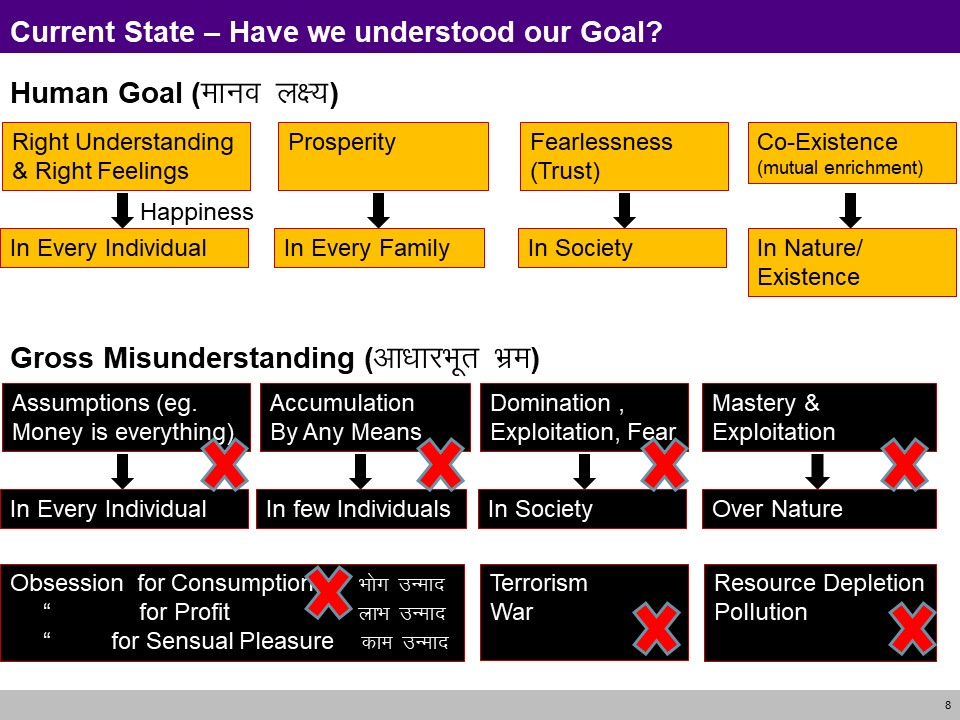 Current State – Have we understood our Goal?
Human Goal (मानव लक्ष्य)
Right Understanding
& Right Feelings
Prosperity
Fearlessness
(Trust)
Co-Existence
(mutual enrichment)
Happiness
In Every Individual
In Every Family
In Society
In Nature/
Existence
Gross Misunderstanding (आधारभूत भ्रम)
Assumptions (eg.
Money is everything)
Accumulation
By Any Means
Domination ,
Exploitation, Fear
Mastery &
Exploitation
In Every Individual
In few Individuals
In Society
Over Nature
Obsession for Consumption भोग उन्माद
“ for Profit लाभ उन्माद
“ for Sensual Pleasure काम उन्माद
Terrorism
War
Resource Depletion
Pollution
8